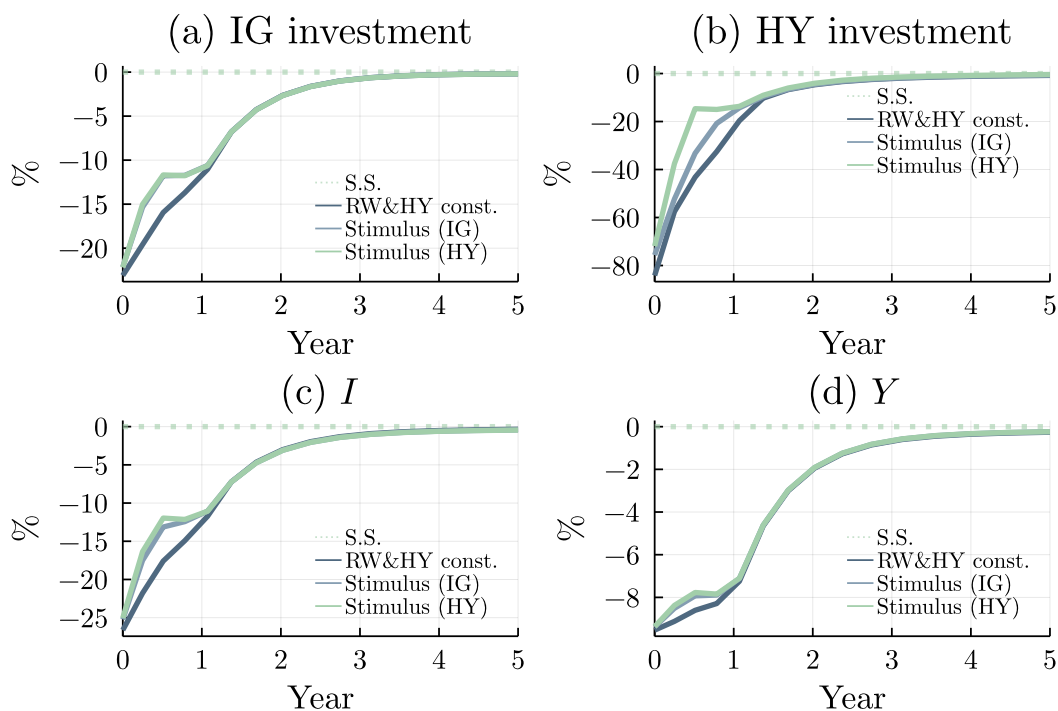 (a) IG investment
%
0
−5
−10
−15
−20
S.S.
RW&HY const.
Stimulus (IG)
Stimulus (HY)
0 1 2 3 4 5
Year
(b) HY investment
%
0
−20
−40
−60
−80
S.S.
RW&HY const.
Stimulus (IG)
Stimulus (HY)
0 1 2 3 4 5
Year
(c) I
%
0
−5
−10
−15
−20
−25
S.S.
RW&HY const.
Stimulus (IG)
Stimulus (HY)
0 1 2 3 4 5
Year
(d) Y
%
0
−2
−4
−6
−8
S.S.
RW&HY const.
Stimulus (IG)
Stimulus (HY)
0 1 2 3 4 5
Year